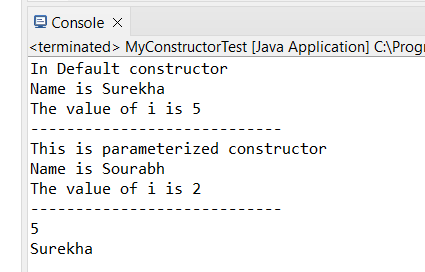 Console
<terminated> MyConstructorTest [Java Application] C:\Progr
In Default constructor
Name is Surekha
The value of i is 5
----------------------------
This is parameterized constructor
Name is Sourabh
The value of i is 2
----------------------------
5
Surekha